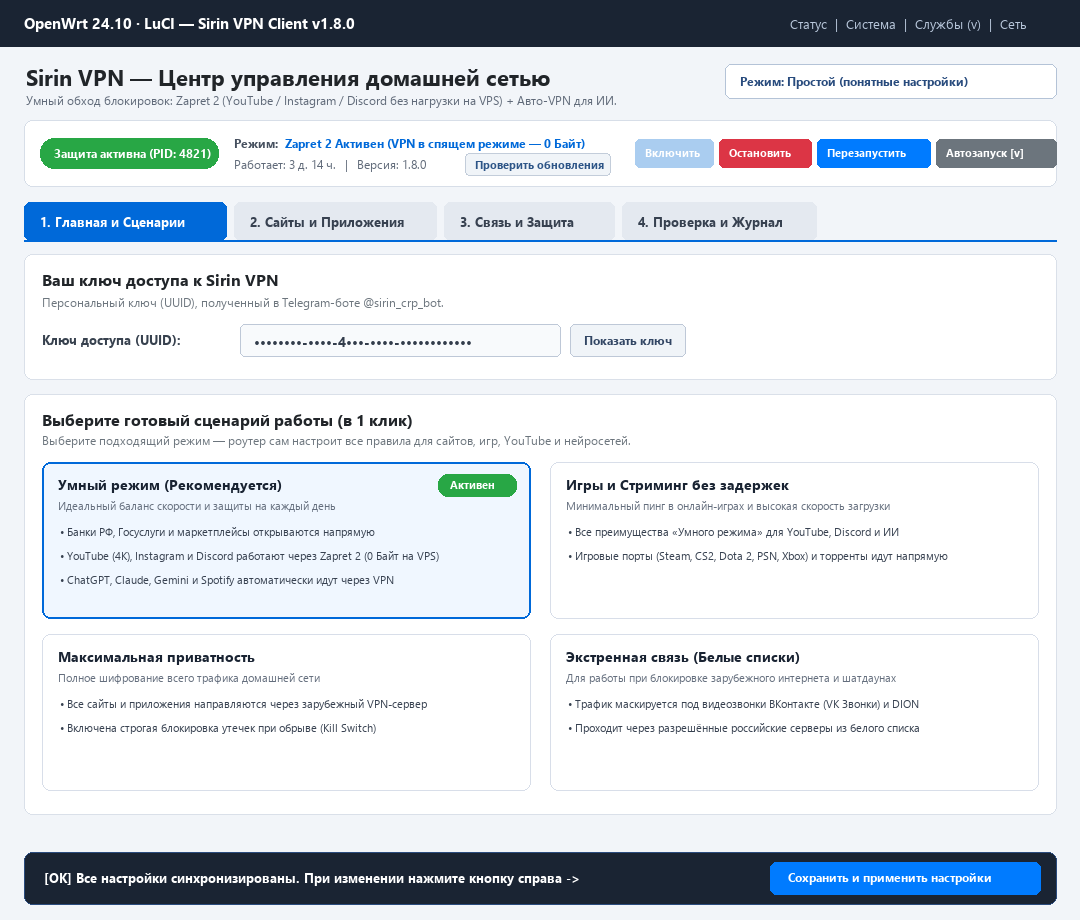 OpenWrt 24.10 · LuCI — Sirin VPN Client v1.8.0
Статус | Система | Службы (v) | Сеть
Sirin VPN — Центр управления домашней сетью
Умный обход блокировок: Zapret 2 (YouTube / Instagram / Discord без нагрузки на VPS) + Авто-VPN для ИИ.
Режим: Простой (понятные настройки)
Защита активна (PID: 4821)
Режим: Zapret 2 Активен (VPN в спящем режиме — 0 Байт)
Работает: 3 д. 14 ч. | Версия: 1.8.0
Проверить обновления
Включить
Остановить
Перезапустить
Автозапуск [v]
1. Главная и Сценарии
2. Сайты и Приложения
3. Связь и Защита
4. Проверка и Журнал
Ваш ключ доступа к Sirin VPN
Персональный ключ (UUID), полученный в Telegram-боте @sirin_crp_bot.
Ключ доступа (UUID):
••••••••-••••-4•••-••••-••••••••••••
Показать ключ
Выберите готовый сценарий работы (в 1 клик)
Выберите подходящий режим — роутер сам настроит все правила для сайтов, игр, YouTube и нейросетей.
Умный режим (Рекомендуется)
Активен
Идеальный баланс скорости и защиты на каждый день
• Банки РФ, Госуслуги и маркетплейсы открываются напрямую
• YouTube (4K), Instagram и Discord работают через Zapret 2 (0 Байт на VPS)
• ChatGPT, Claude, Gemini и Spotify автоматически идут через VPN
Игры и Стриминг без задержек
Минимальный пинг в онлайн-играх и высокая скорость загрузки
• Все преимущества «Умного режима» для YouTube, Discord и ИИ
• Игровые порты (Steam, CS2, Dota 2, PSN, Xbox) и торренты идут напрямую
Максимальная приватность
Полное шифрование всего трафика домашней сети
• Все сайты и приложения направляются через зарубежный VPN-сервер
• Включена строгая блокировка утечек при обрыве (Kill Switch)
Экстренная связь (Белые списки)
Для работы при блокировке зарубежного интернета и шатдаунах
• Трафик маскируется под видеозвонки ВКонтакте (VK Звонки) и DION
• Проходит через разрешённые российские серверы из белого списка
[OK] Все настройки синхронизированы. При изменении нажмите кнопку справа ->
Сохранить и применить настройки